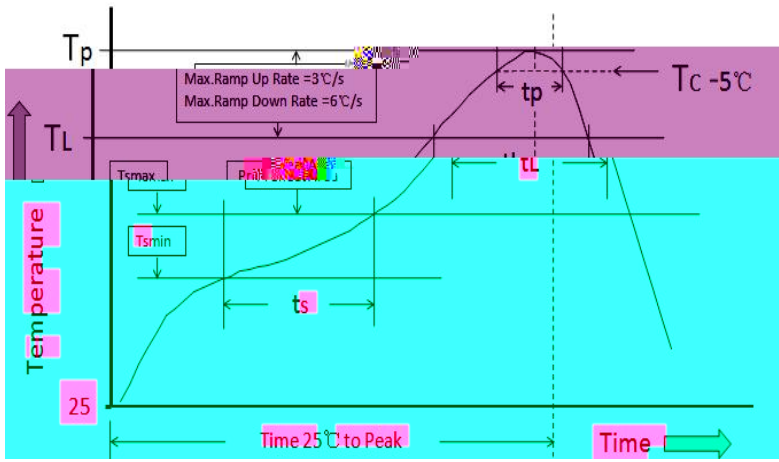 Tp
Max.Ramp Up Rate =3℃/s
Max.Ramp Down Rate =6℃/s
tp
TC -5℃
TL
tL
Tsmax
Tsmin
ts
Temperature
25
Time 25℃ to Peak
Time